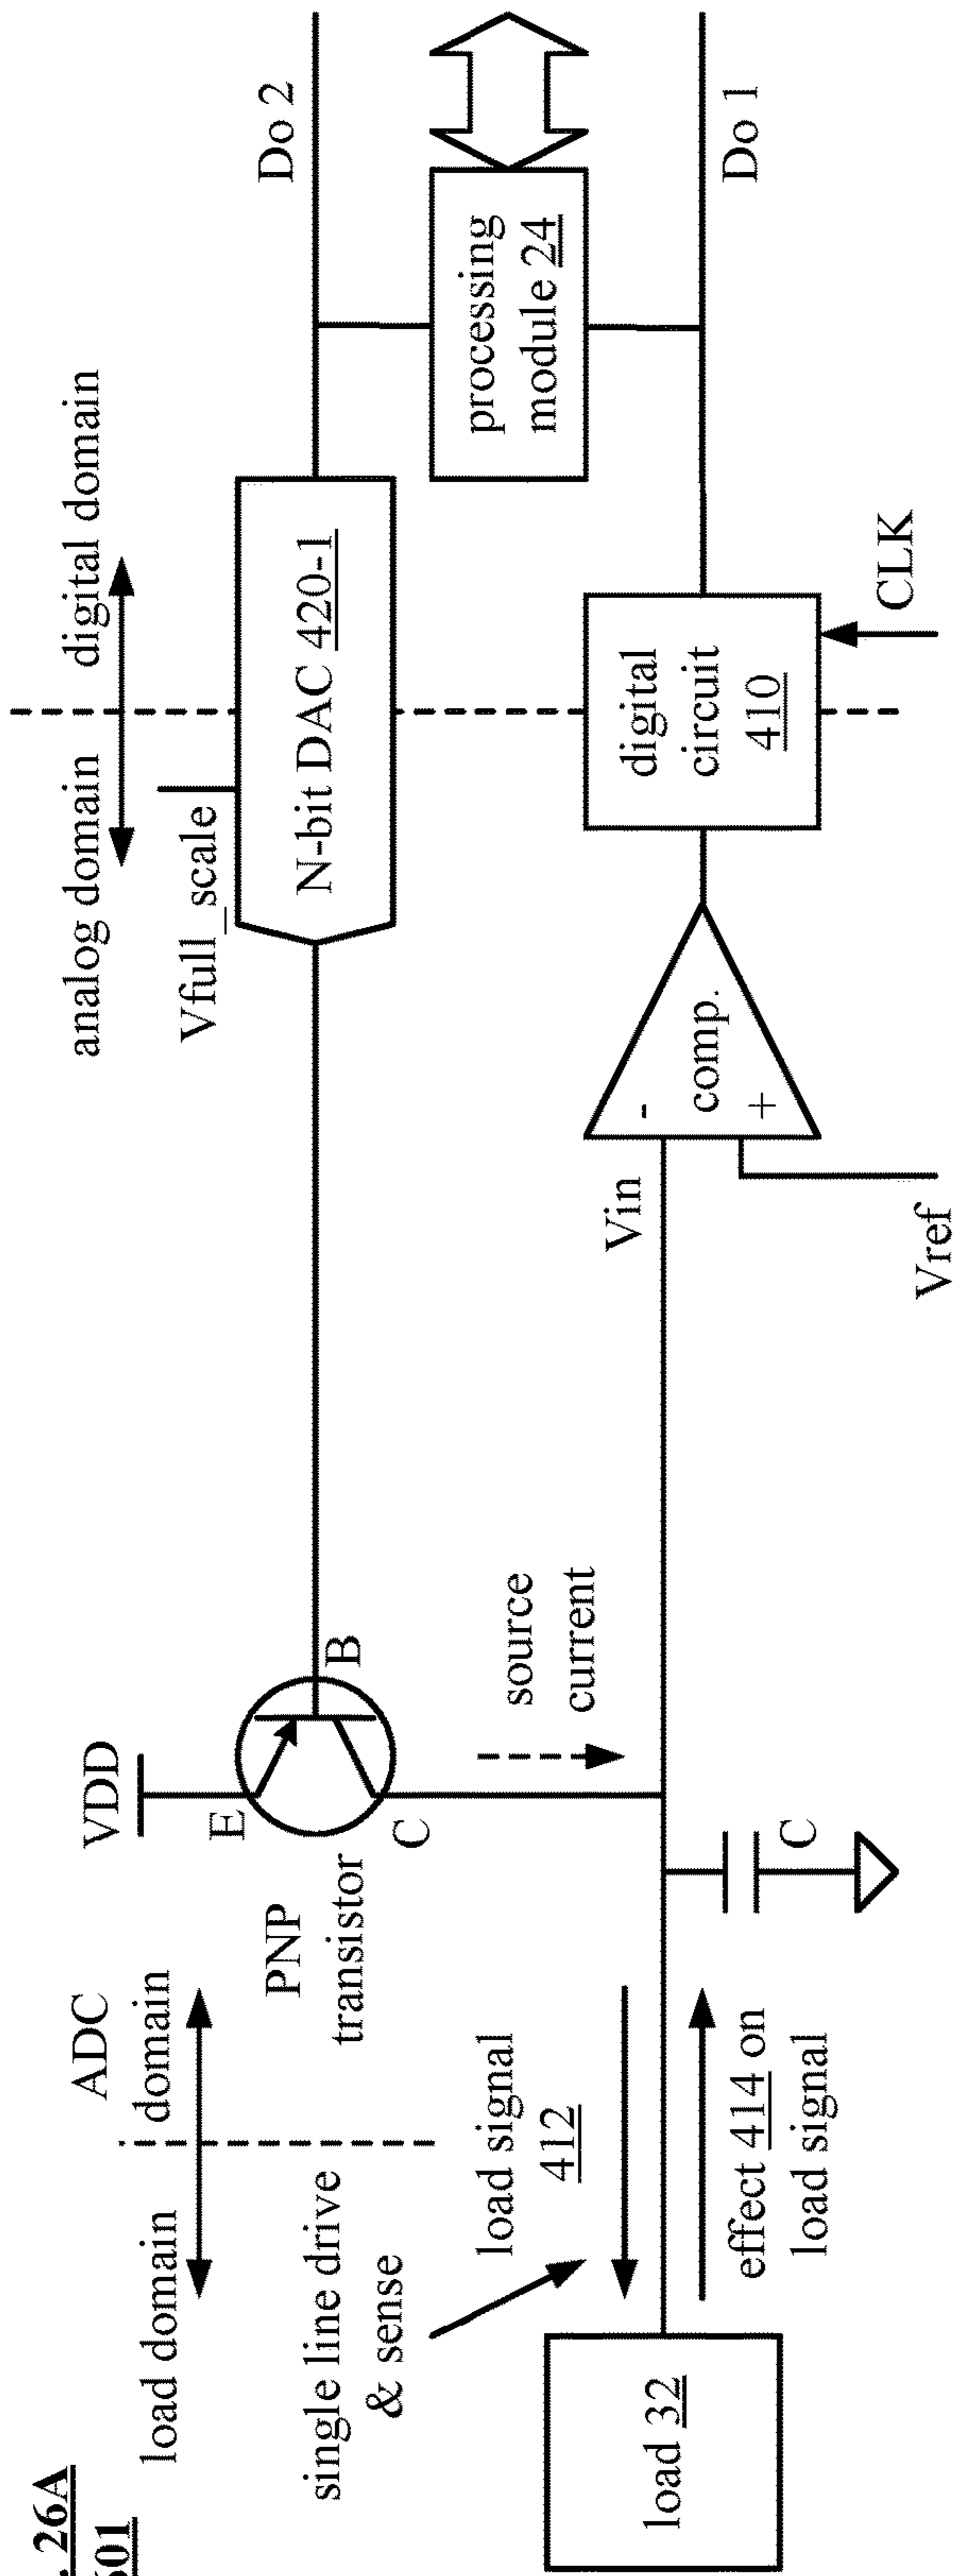 . 26A
601
load domain
ADC
domain
single line drive
& sense
load signal
412
effect 414 on
load signal
load 32
VDD
E
B
C
PNP
transistor
source
current
C
analog domain
digital domain
Vfull_scale
N-bit DAC 420-1
Do 2
Vin
-
comp.
+
Vref
digital
circuit
410
CLK
processing
module 24
Do 1